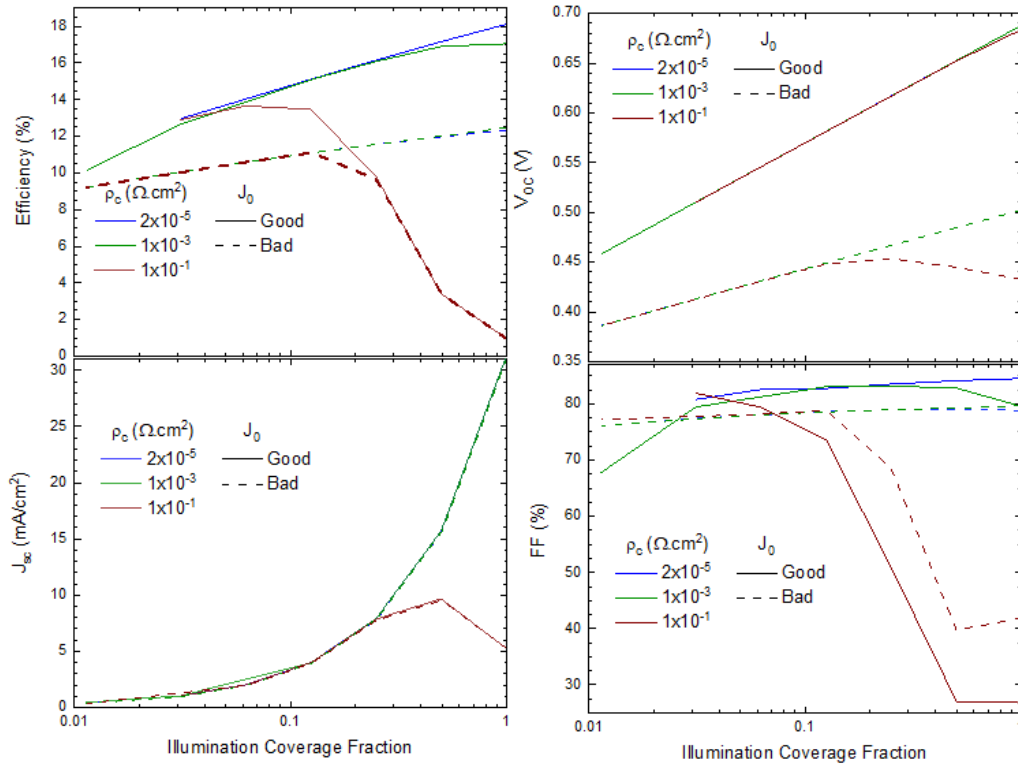 18
16
14
12
10
8
6
4
2
0
Efficiency (%)
ρc (Ω.cm²) J0
2x10⁻⁵ Good
1x10⁻³ Bad
1x10⁻¹
0.70
0.65
0.60
0.55
0.50
0.45
0.40
0.35
VOC (V)
ρc (Ω.cm²) J0
2x10⁻⁵ Good
1x10⁻³ Bad
1x10⁻¹
30
25
20
15
10
5
0
Jsc (mA/cm²)
ρc (Ω.cm²) J0
2x10⁻⁵ Good
1x10⁻³ Bad
1x10⁻¹
0.01 0.1 1
Illumination Coverage Fraction
80
70
60
50
40
30
FF (%)
ρc (Ω.cm²) J0
2x10⁻⁵ Good
1x10⁻³ Bad
1x10⁻¹
0.01 0.1 1
Illumination Coverage Fraction